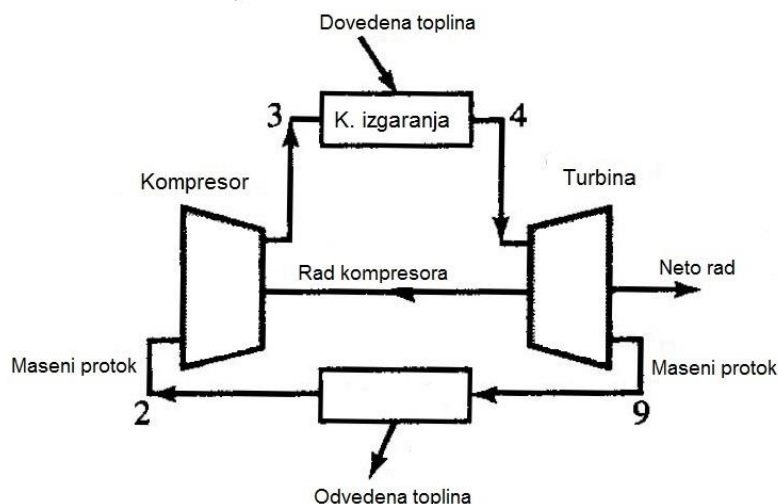 Dovedena toplina
3
K. izgaranja
4
Kompresor
Turbina
Rad kompresora
Neto rad
Maseni protok
Maseni protok
2
9
Odvedena toplina